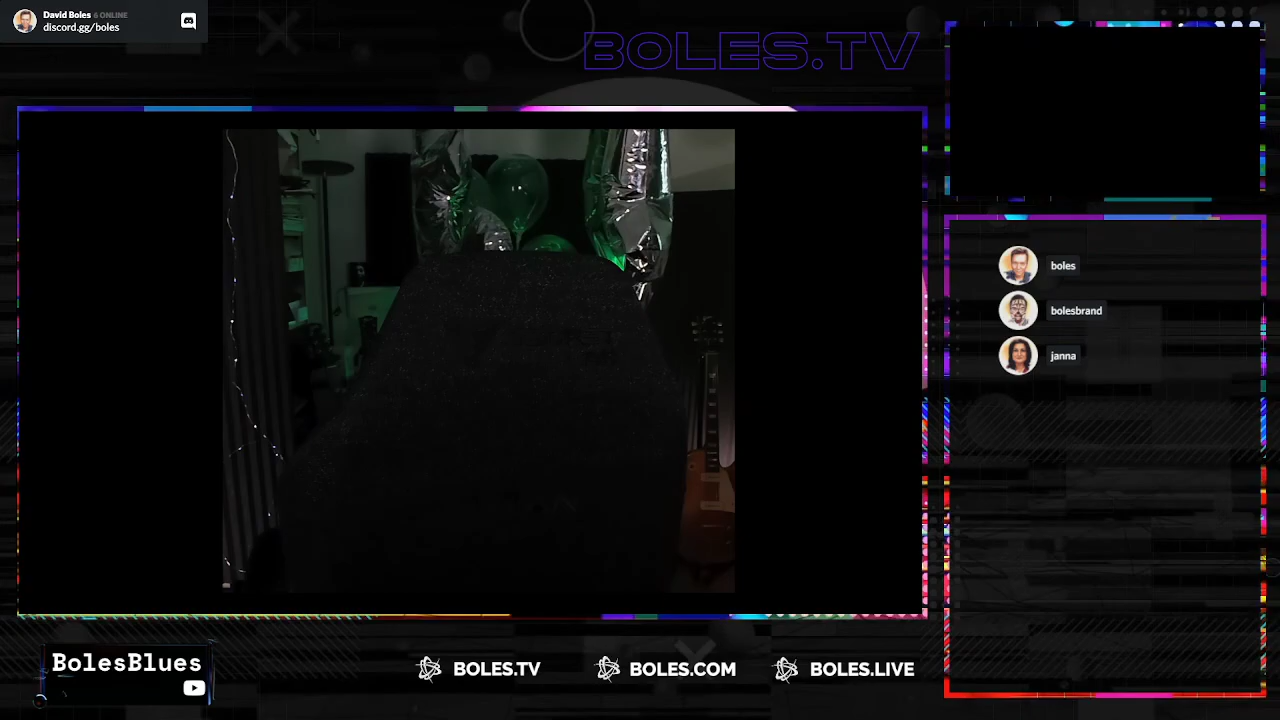 David Boles 6 ONLINE
discord.gg/boles
BOLES.TV
boles
bolesbrand
janna
BolesBlues
BOLES.TV
BOLES.COM
BOLES.LIVE